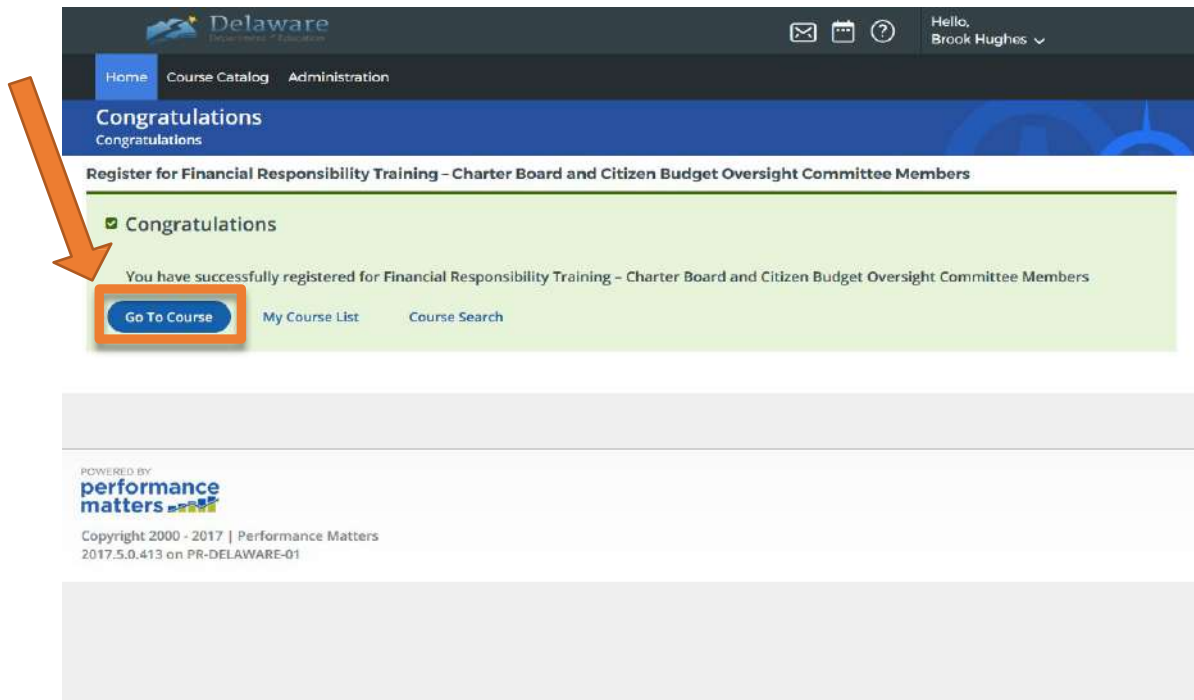 Delaware
Department of Education
Hello,
Brook Hughes
Home Course Catalog Administration
Congratulations
Congratulations
Register for Financial Responsibility Training – Charter Board and Citizen Budget Oversight Committee Members
Congratulations
You have successfully registered for Financial Responsibility Training – Charter Board and Citizen Budget Oversight Committee Members
Go To Course My Course List Course Search
POWERED BY
performance
matters
Copyright 2000 - 2017 | Performance Matters
2017.5.0.413 on PR-DELAWARE-01